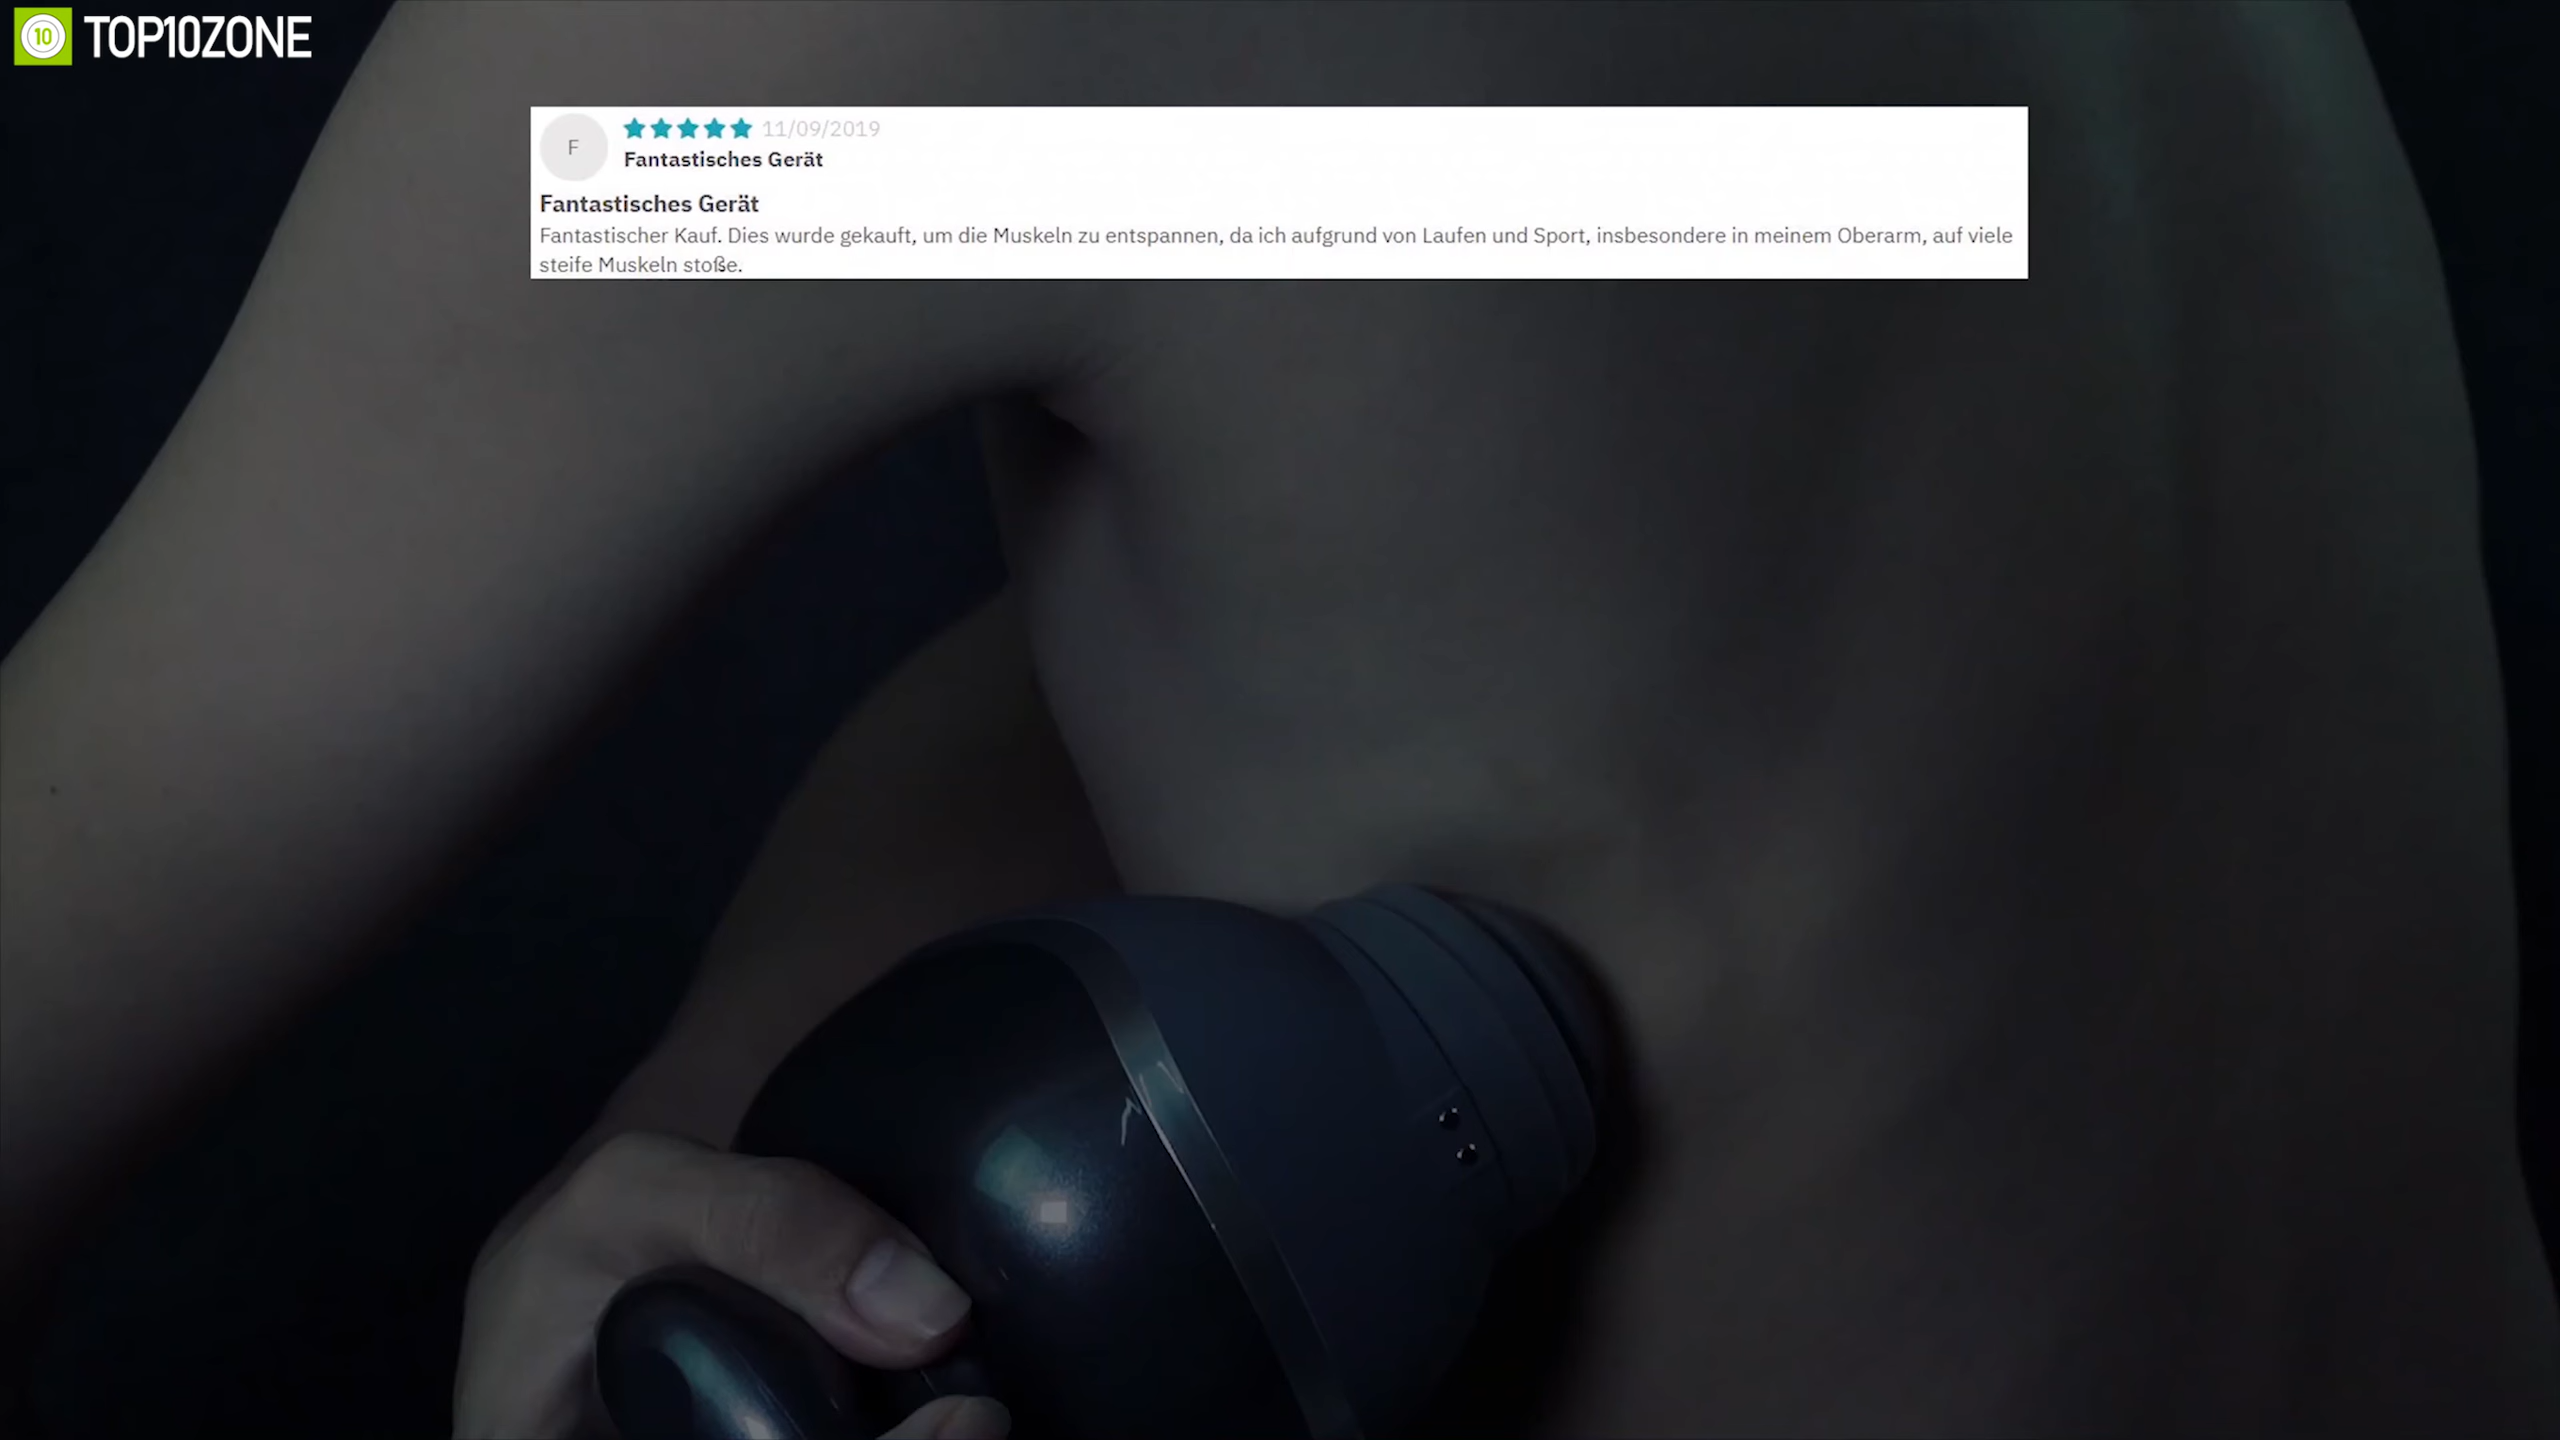 10 TOP10ZONE
F
11/09/2019
Fantastisches Gerät
Fantastisches Gerät
Fantastischer Kauf. Dies wurde gekauft, um die Muskeln zu entspannen, da ich aufgrund von Laufen und Sport, insbesondere in meinem Oberarm, auf viele
steife Muskeln stoße.